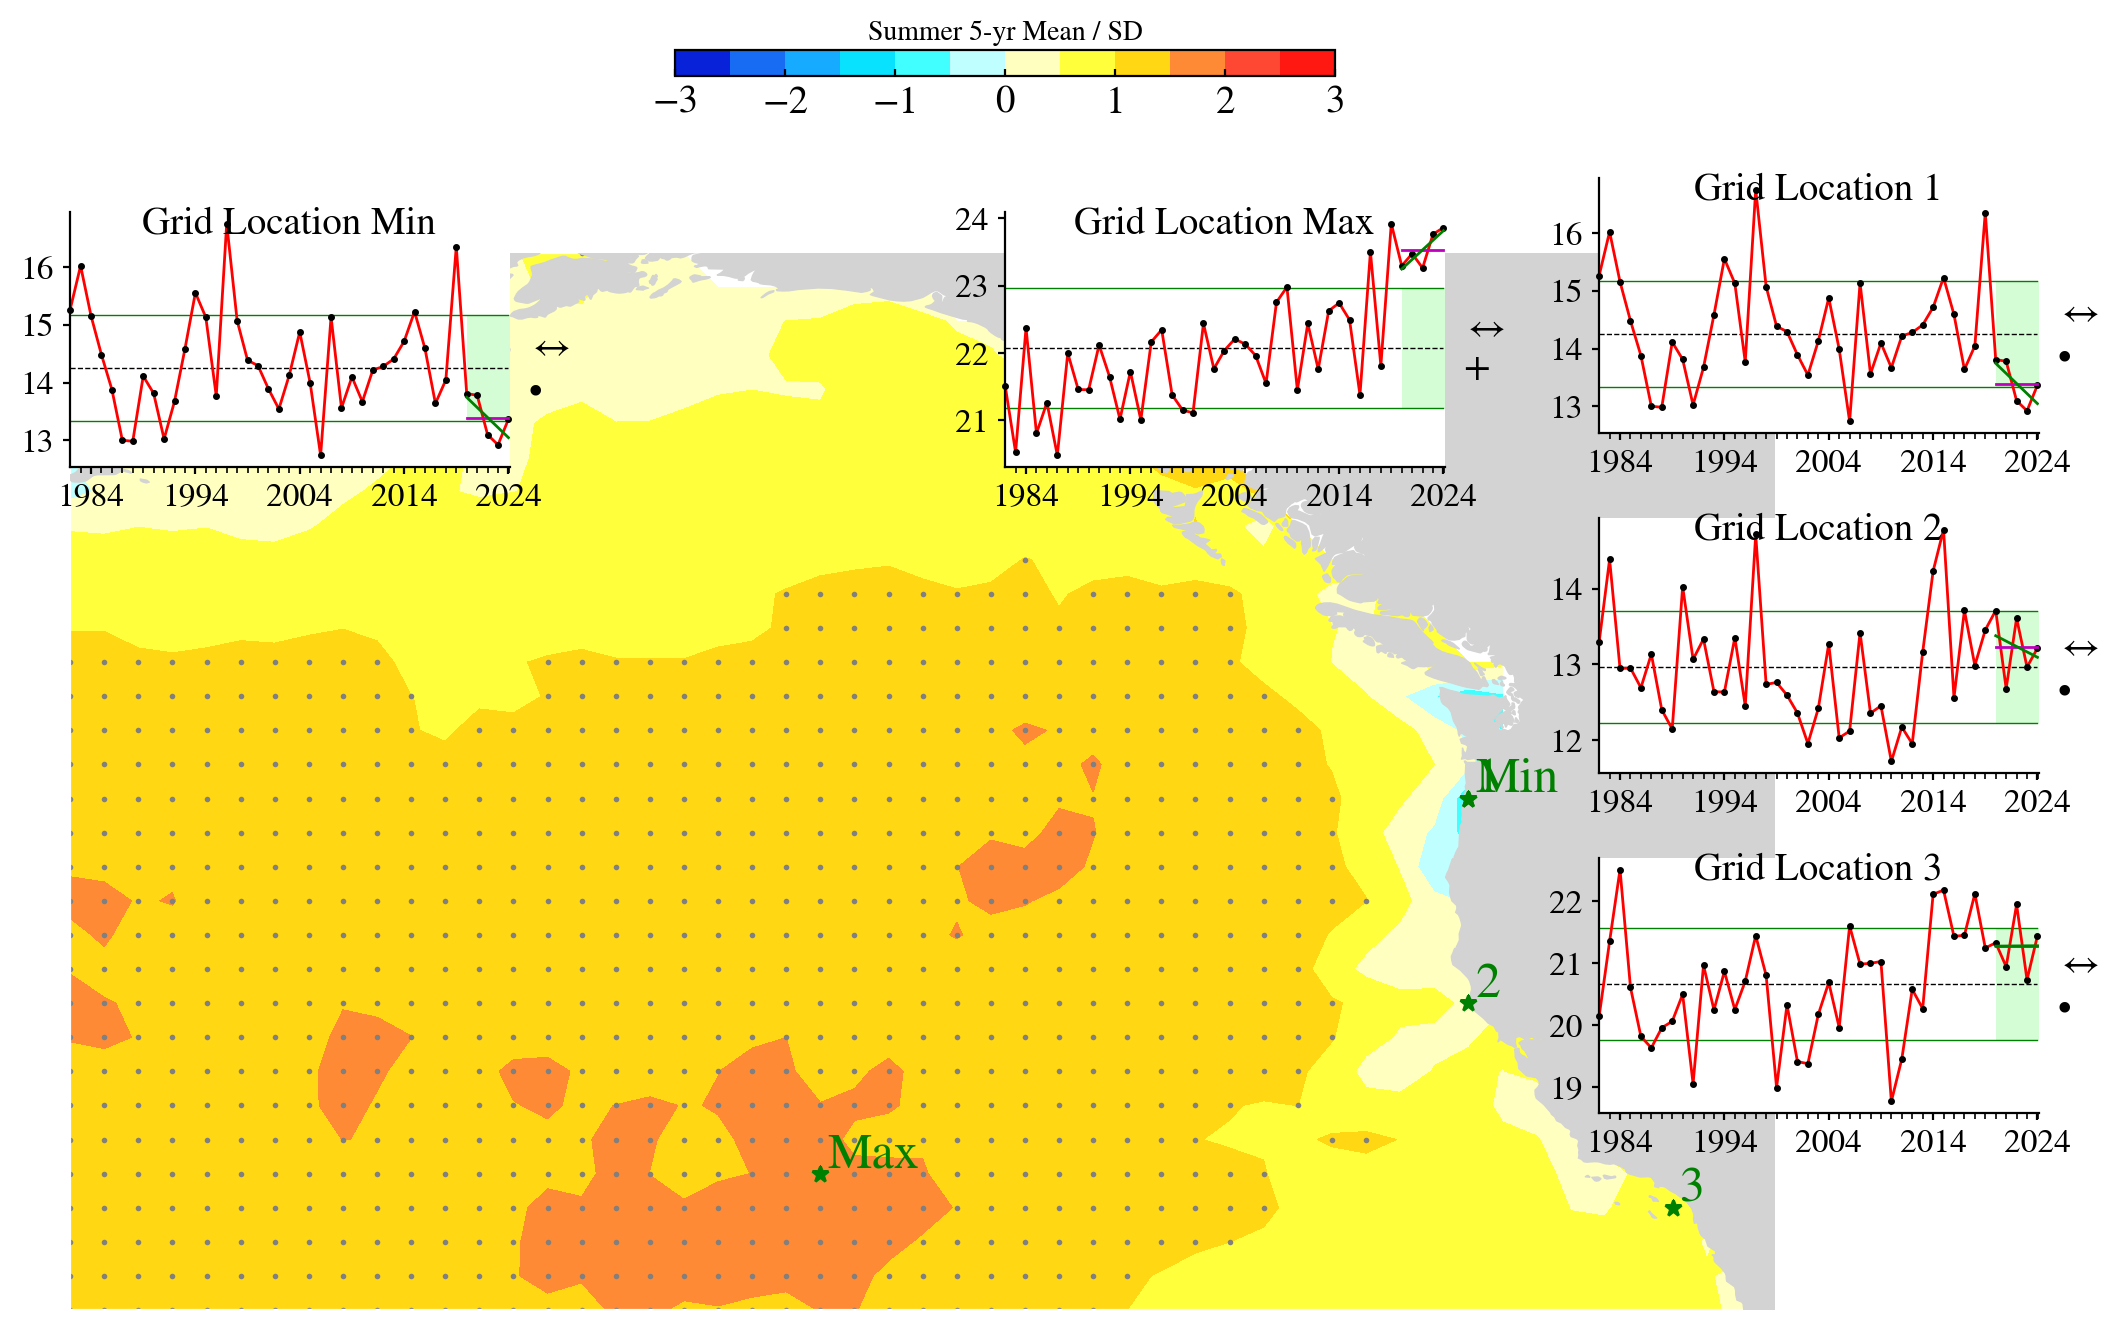 Summer 5-yr Mean / SD
−3 −2 −1 0 1 2 3
Grid Location Min
16
15
14
13
1984 1994 2004 2014 2024
↔
•
Grid Location Max
24
23
22
21
1984 1994 2004 2014 2024
↔
+
Grid Location 1
16
15
14
13
1984 1994 2004 2014 2024
↔
•
Grid Location 2
14
13
12
1984 1994 2004 2014 2024
↔
•
Grid Location 3
22
21
20
19
1984 1994 2004 2014 2024
↔
•
1
Min
2
Max
3